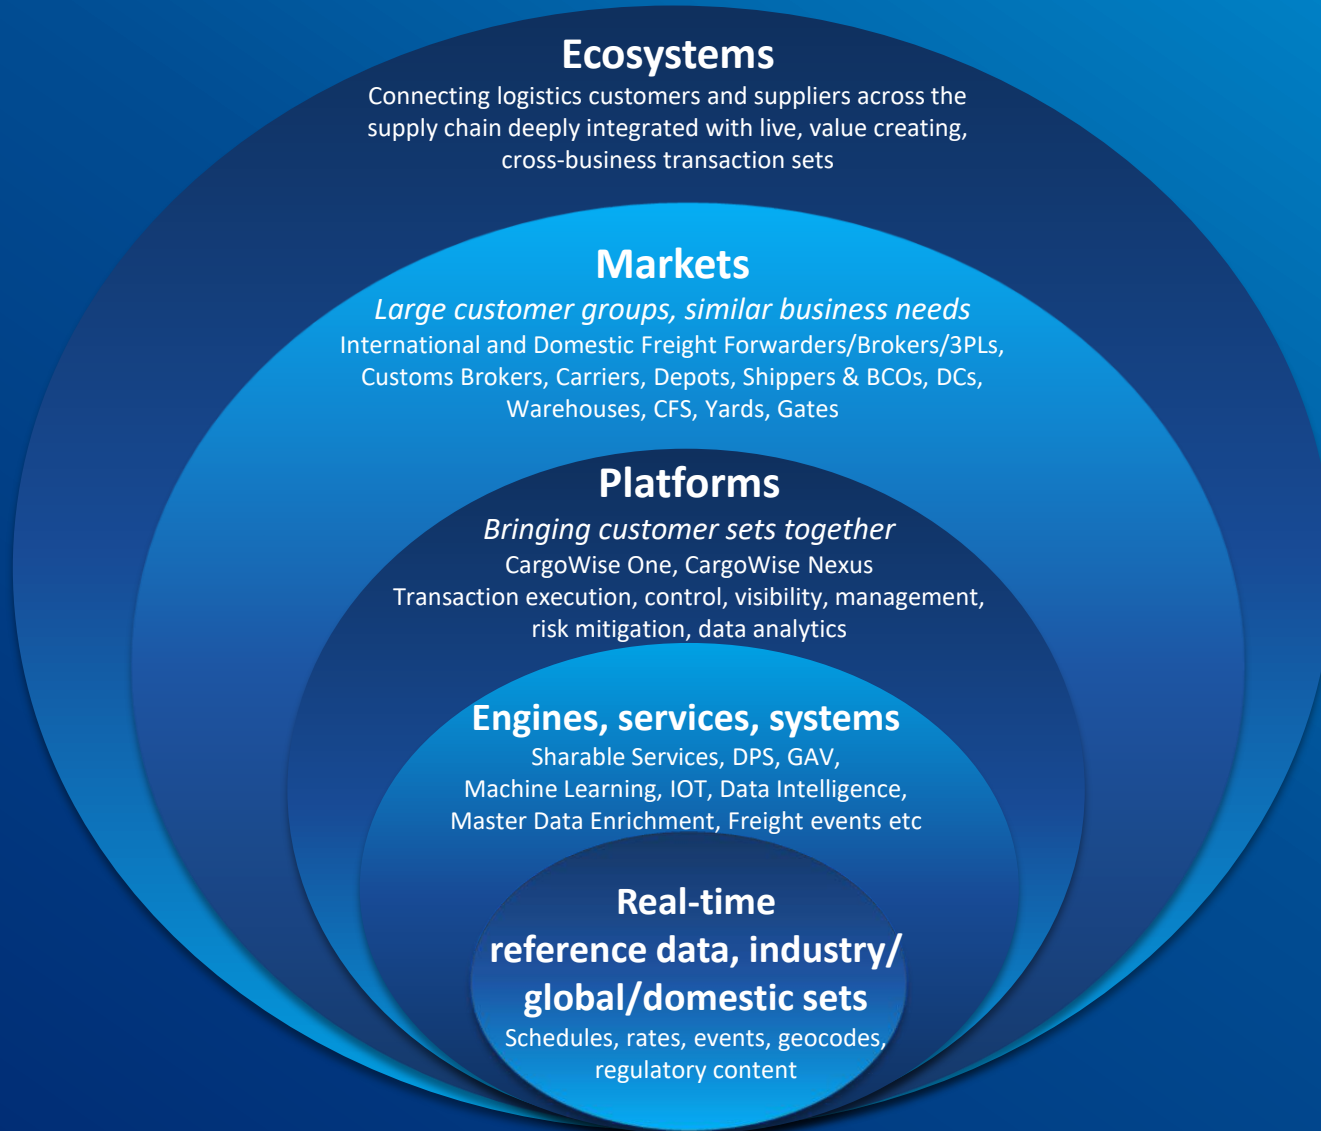 Ecosystems
Connecting logistics customers and suppliers across the
supply chain deeply integrated with live, value creating,
cross-business transaction sets
Markets
Large customer groups, similar business needs
International and Domestic Freight Forwarders/Brokers/3PLs,
Customs Brokers, Carriers, Depots, Shippers & BCOs, DCs,
Warehouses, CFS, Yards, Gates
Platforms
Bringing customer sets together
CargoWise One, CargoWise Nexus
Transaction execution, control, visibility, management,
risk mitigation, data analytics
Engines, services, systems
Sharable Services, DPS, GAV,
Machine Learning, IOT, Data Intelligence,
Master Data Enrichment, Freight events etc
Real-time
reference data, industry/
global/domestic sets
Schedules, rates, events, geocodes,
regulatory content